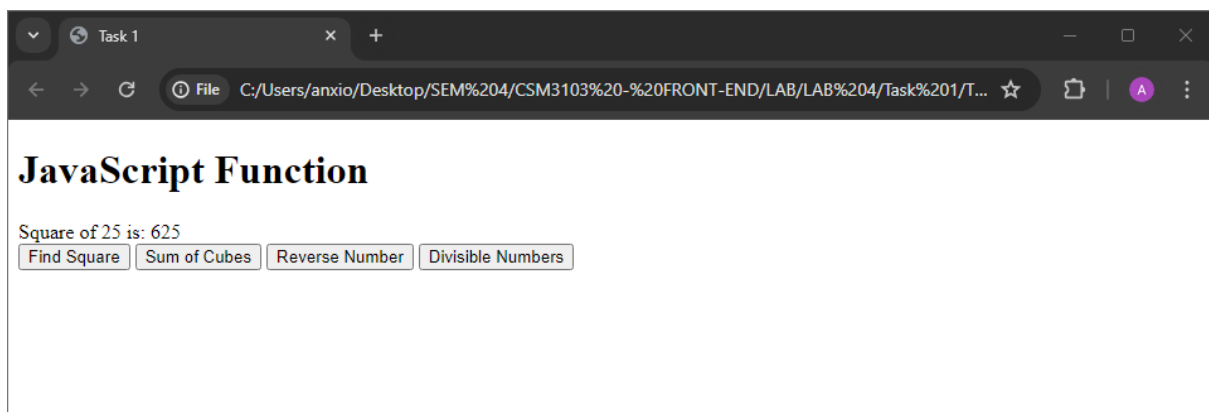 Task 1
File C:/Users/anxio/Desktop/SEM%204/CSM3103%20-%20FRONT-END/LAB/LAB%204/Task%201/T...
A
JavaScript Function
Square of 25 is: 625
Find Square Sum of Cubes Reverse Number Divisible Numbers